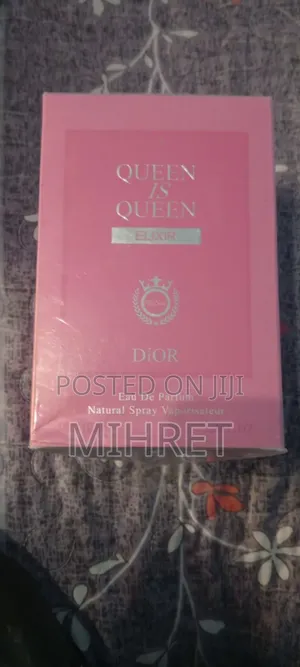 QUEEN
IS
QUEEN
ELIXIR
DiOR
POSTED ON JIJI
Eau De Parfum
Natural Spray Vaporisateur
MIHRET